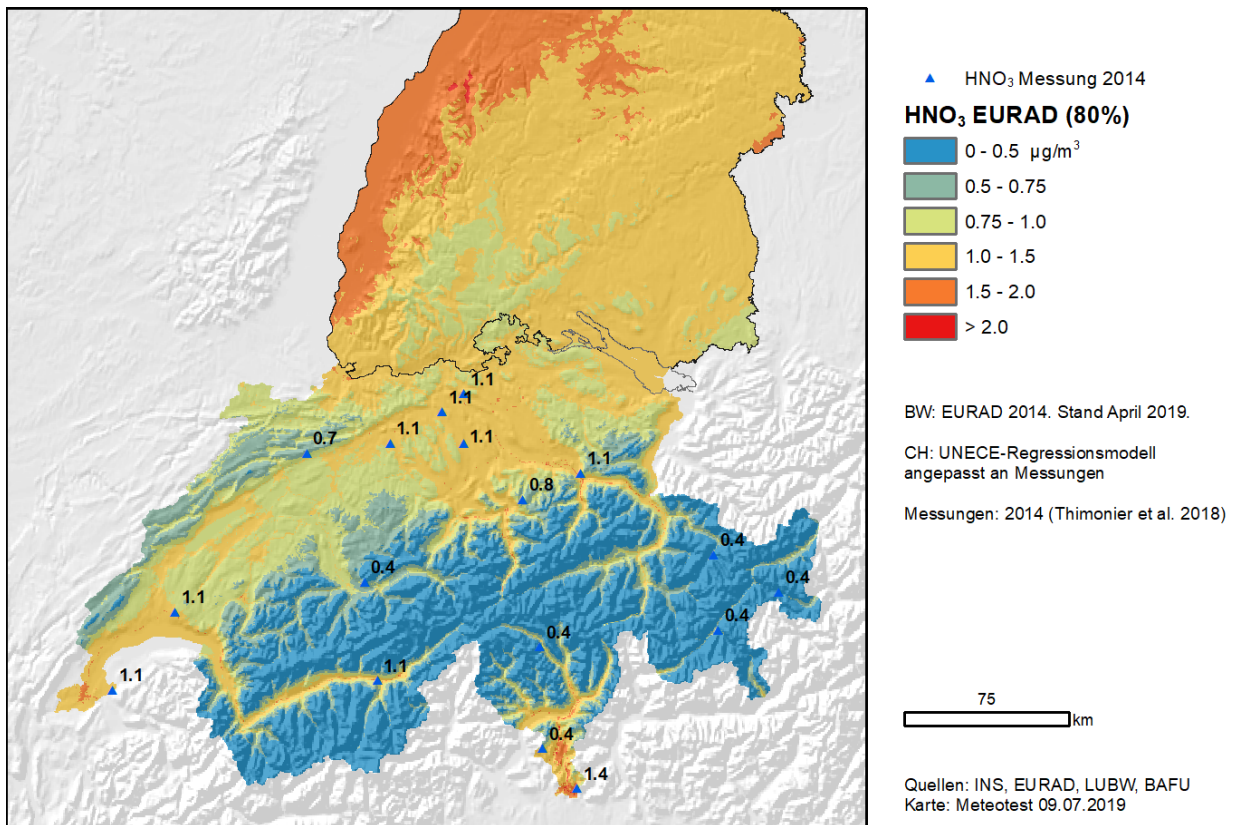 HNO₃ Messung 2014
HNO₃ EURAD (80%)
0 - 0.5 µg/m³
0.5 - 0.75
0.75 - 1.0
1.0 - 1.5
1.5 - 2.0
> 2.0
BW: EURAD 2014. Stand April 2019.
CH: UNECE-Regressionsmodell
angepasst an Messungen
Messungen: 2014 (Thimonier et al. 2018)
75
km
Quellen: INS, EURAD, LUBW, BAFU
Karte: Meteotest 09.07.2019
1.1
1.1
1.1
1.1
0.7
1.1
0.8
0.4
0.4
0.4
1.1
0.4
0.4
1.1
1.1
0.4
1.4